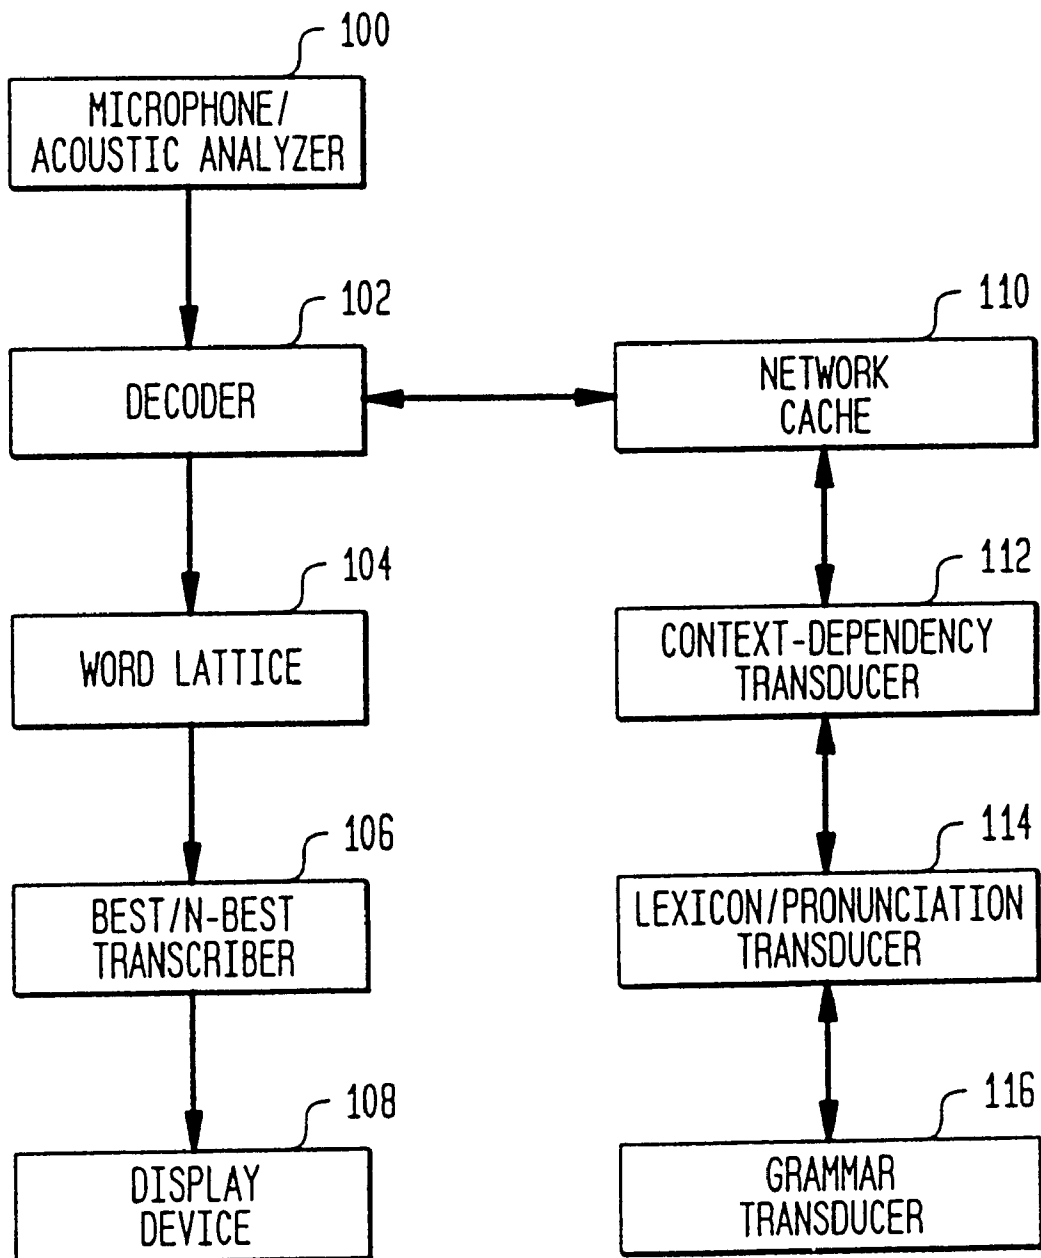 100
MICROPHONE/
ACOUSTIC ANALYZER
102
DECODER
110
NETWORK
CACHE
104
WORD LATTICE
112
CONTEXT-DEPENDENCY
TRANSDUCER
106
BEST/N-BEST
TRANSCRIBER
114
LEXICON/PRONUNCIATION
TRANSDUCER
108
DISPLAY
DEVICE
116
GRAMMAR
TRANSDUCER